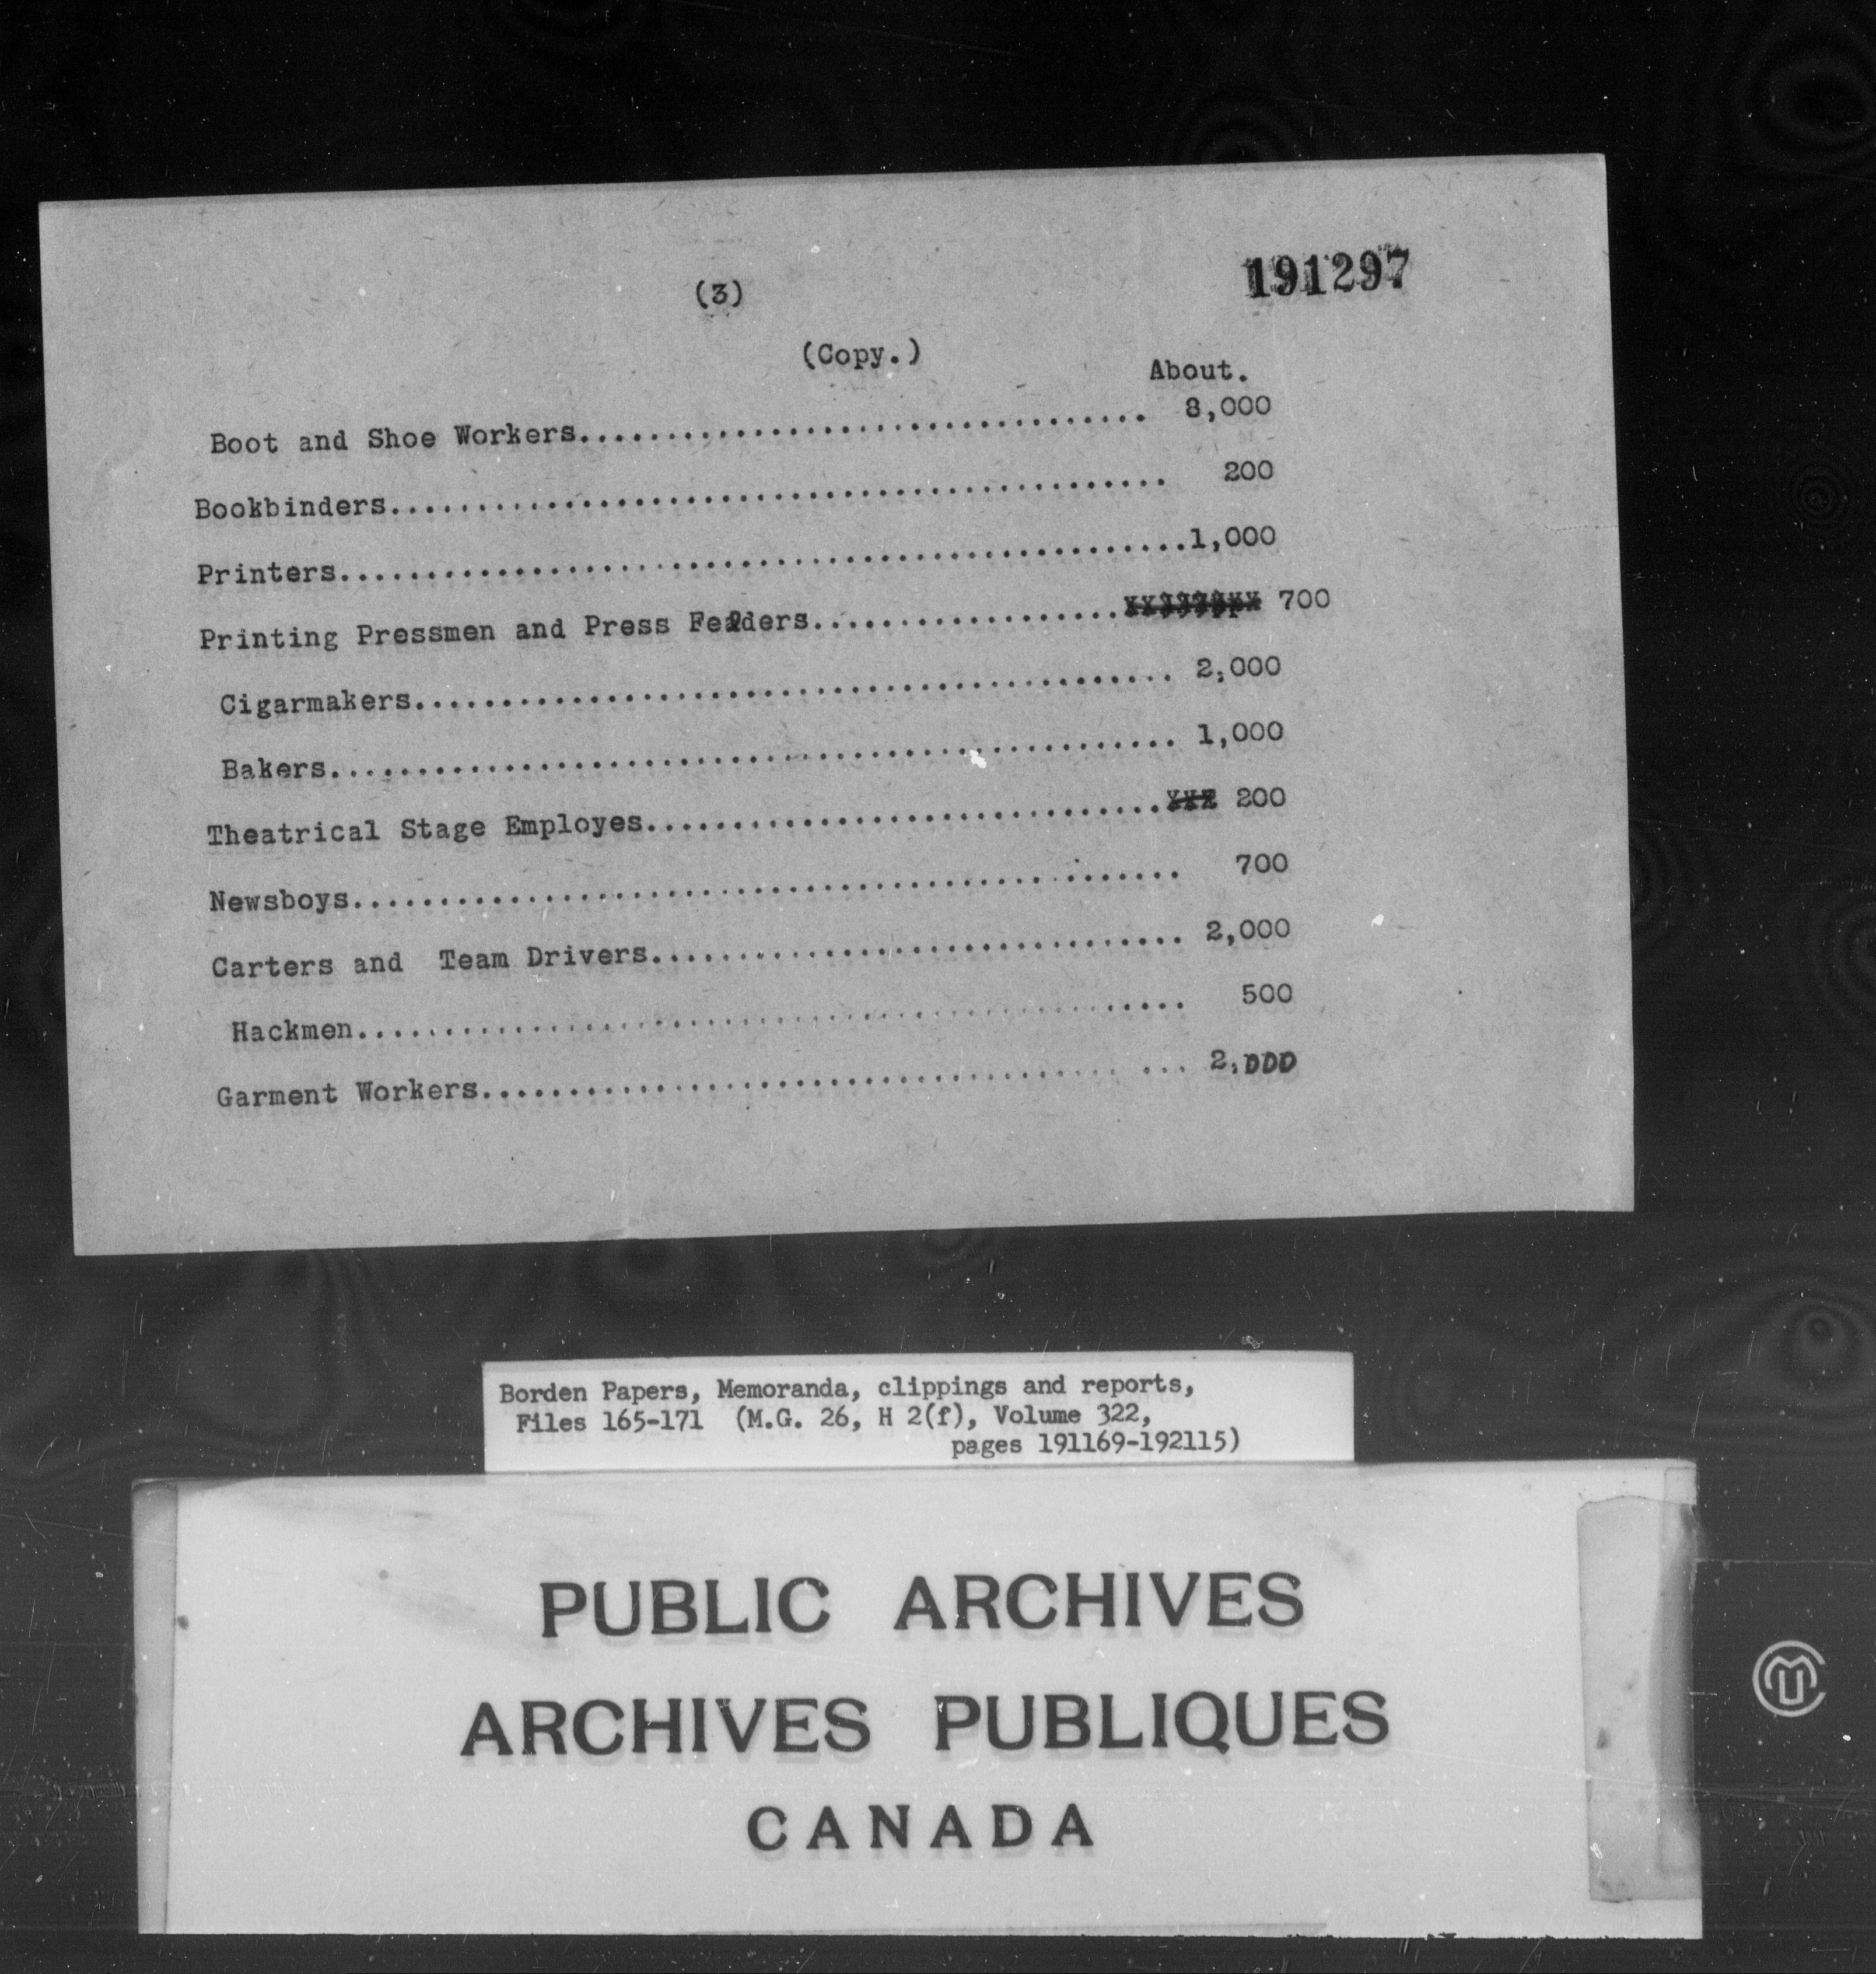 191297
(3)
(Copy.)
About.
Boot and Shoe Workers................................. 8,000
Bookbinders............................................. 200
Printers.................................................1,000
Printing Pressmen and Press Feeders.................. 700
Cigarmakers............................................ 2,000
Bakers................................................. 1,000
Theatrical Stage Employes.............................. 200
Newsboys................................................ 700
Carters and Team Drivers............................... 2,000
Hackmen................................................ 500
Garment Workers........................................ 2,000
Borden Papers, Memoranda, clippings and reports,
Files 165-171 (M.G. 26, H 2(f), Volume 322,
pages 191169-192115)
PUBLIC ARCHIVES
ARCHIVES PUBLIQUES
CANADA